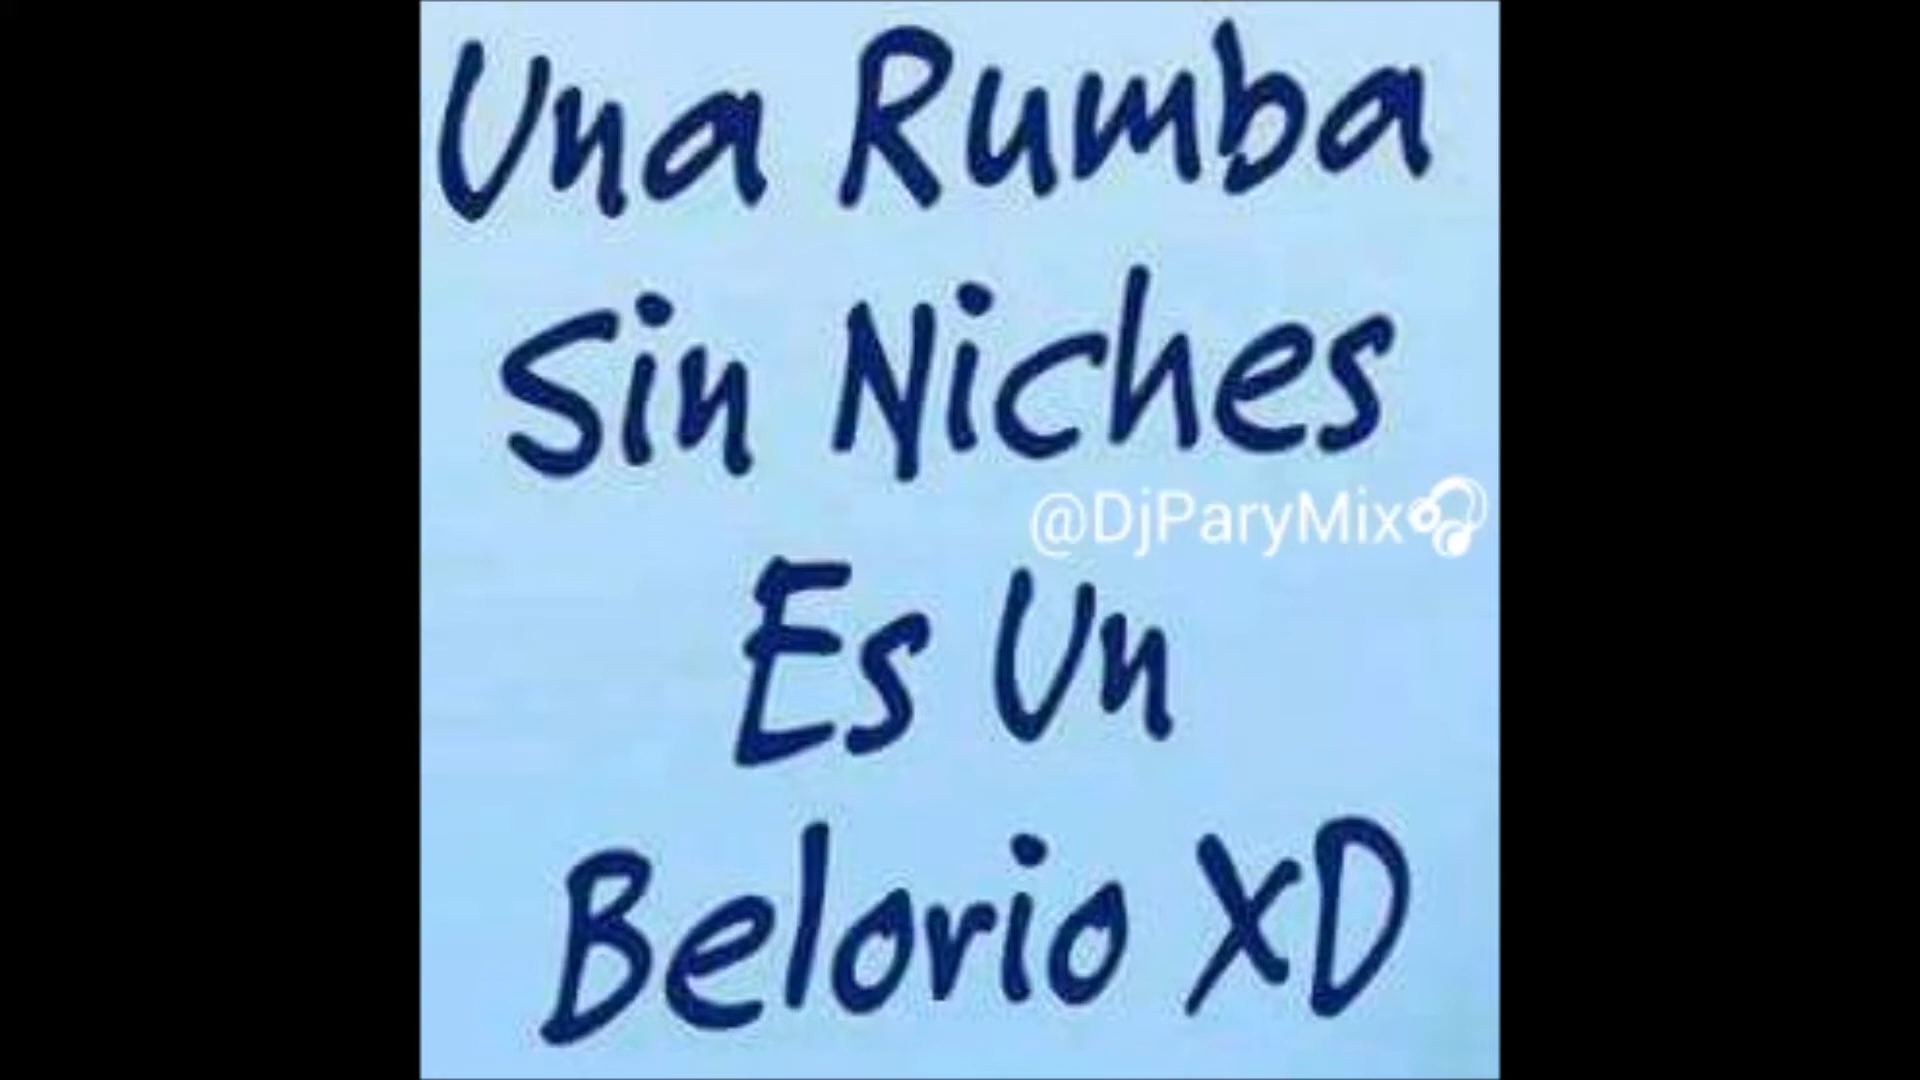 Una Rumba
Sin Niches
@DjParyMix🎧
Es Un
Belorio XD